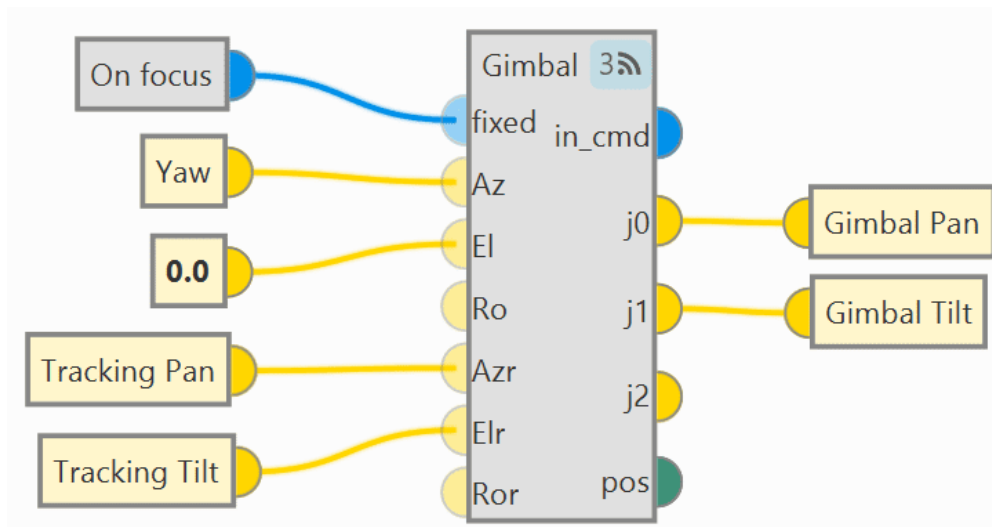 On focus
Yaw
0.0
Tracking Pan
Tracking Tilt
Gimbal 3
fixed
Az
El
Ro
Azr
Elr
Ror
in_cmd
j0
j1
j2
pos
Gimbal Pan
Gimbal Tilt